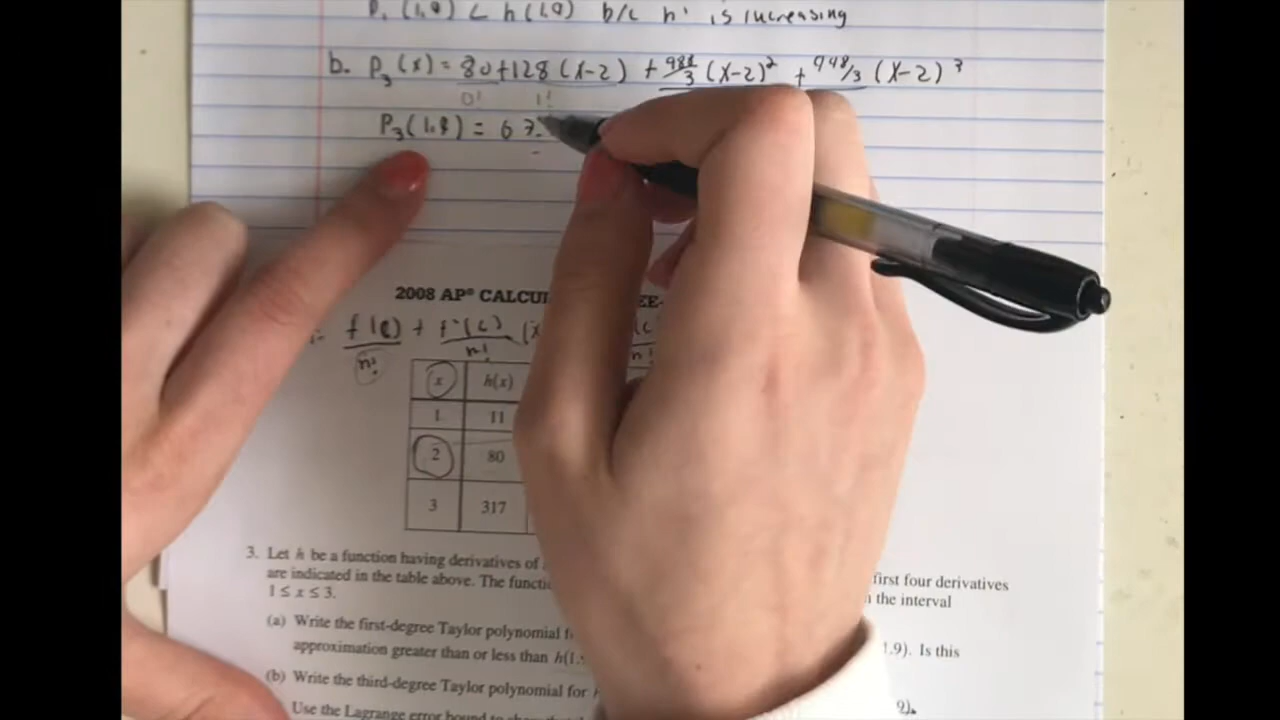 P₁ (1.9) < h(1.9) b/c h' is increasing
b. P₃ (x) = 80+128 (x-2) + 488/3 (x-2)² + 448/3 (x-2) ³
0! 1!
P₃(1.9) = 67.
2008 AP® CALCU
f(c) + f'(c) (x
n! n! n!
x h(x)
1 11
2 80
3 317
3. Let h be a function having derivatives of first four derivatives
are indicated in the table above. The functi the interval
1 ≤ x ≤ 3.
(a) Write the first-degree Taylor polynomial f 1.9). Is this
approximation greater than or less than h(1.
(b) Write the third-degree Taylor polynomial for
Use the Lagrange error bound to